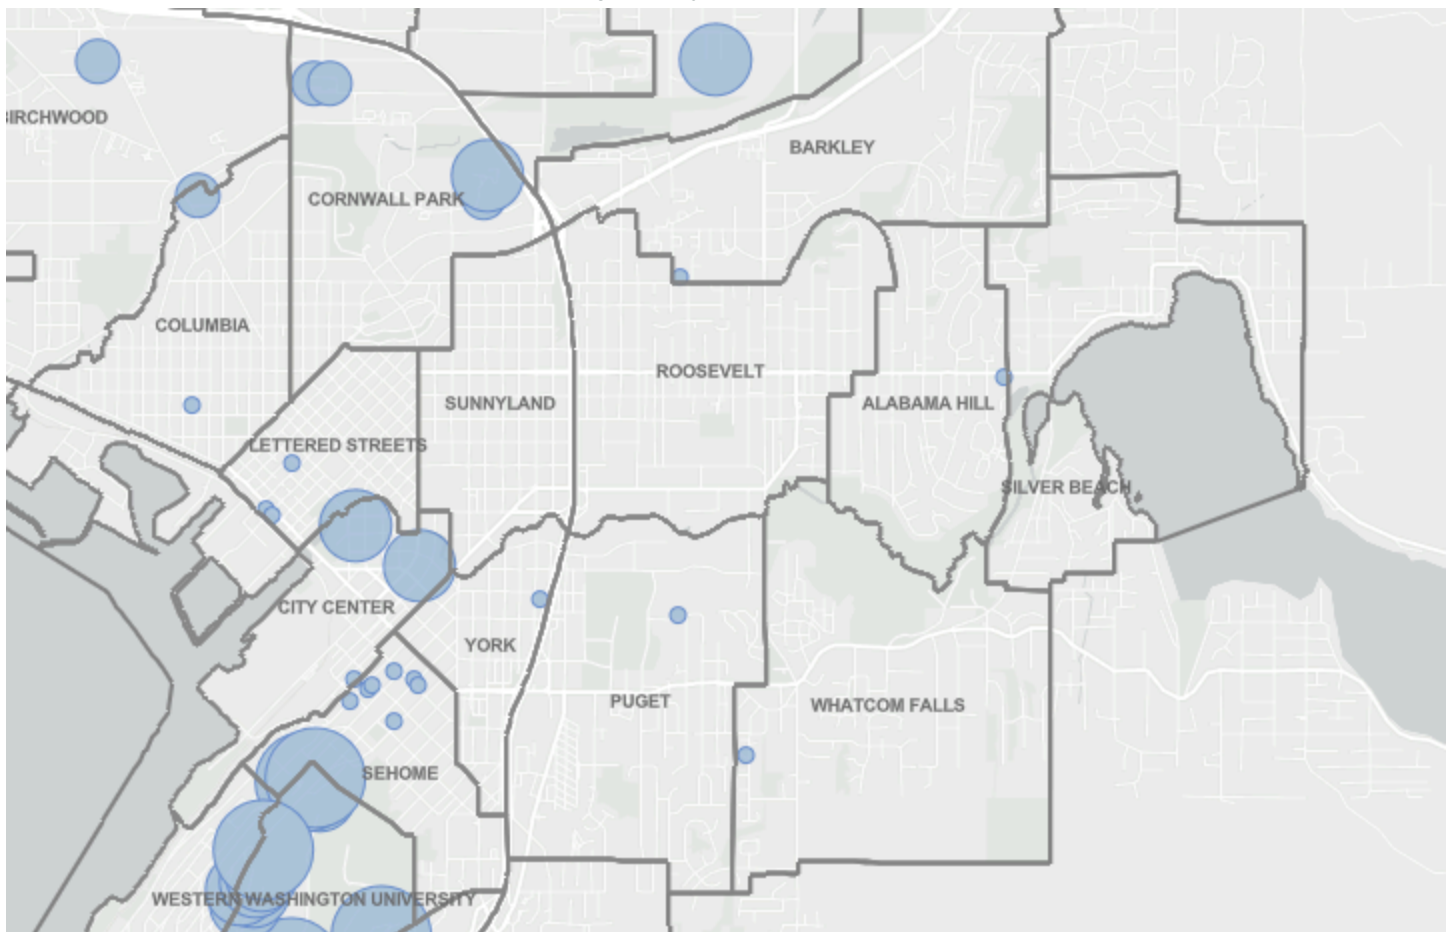 BIRCHWOOD
BARKLEY
CORNWALL PARK
COLUMBIA
ROOSEVELT
SUNNYLAND
ALABAMA HILL
LETTERED STREETS
SILVER BEACH
CITY CENTER
YORK
PUGET
WHATCOM FALLS
SEHOME
WESTERN WASHINGTON UNIVERSITY